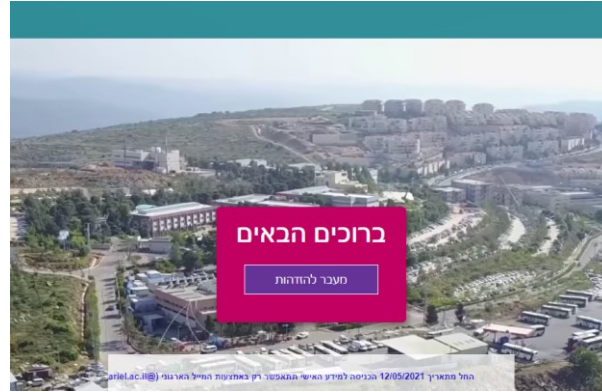 ברוכים הבאים
מעבר להזדהות
החל מתאריך 12/05/2021 הכניסה למידע האישי תתאפשר רק באמצעות המייל הארגוני (@ariel.ac.il